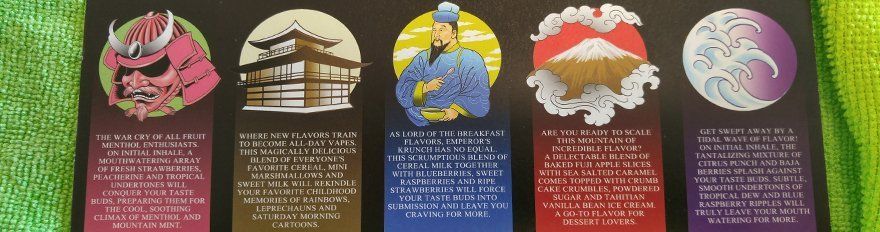 THE WAR CRY OF ALL FRUIT
MENTHOL ENTHUSIASTS.
ON INITIAL INHALE, A
MOUTHWATERING ARRAY
OF FRESH STRAWBERRIES,
PEACHERINE AND TROPICAL
UNDERTONES WILL
CONQUER YOUR TASTE
BUDS, PREPARING THEM FOR
THE COOL, SOOTHING
CLIMAX OF MENTHOL AND
MOUNTAIN MINT.
WHERE NEW FLAVORS TRAIN
TO BECOME ALL-DAY VAPES.
THIS MAGICALLY DELICIOUS
BLEND OF EVERYONE'S
FAVORITE CEREAL, MINI
MARSHMALLOWS AND
SWEET MILK WILL REKINDLE
YOUR FAVORITE CHILDHOOD
MEMORIES OF RAINBOWS,
LEPRECHAUNS AND
SATURDAY MORNING
CARTOONS.
AS LORD OF THE BREAKFAST
FLAVORS, EMPEROR'S
KRUNCH HAS NO EQUAL.
THIS SCRUMPTIOUS BLEND OF
CEREAL MILK TOGETHER
WITH BLUEBERRIES, SWEET
RASPBERRIES AND RIPE
STRAWBERRIES WILL FORCE
YOUR TASTE BUDS INTO
SUBMISSION AND LEAVE YOU
CRAVING FOR MORE.
ARE YOU READY TO SCALE
THIS MOUNTAIN OF
INCREDIBLE FLAVOR?
A DELECTABLE BLEND OF
BAKED FUJI APPLE SLICES
WITH SEA SALTED CARAMEL
COMES TOPPED WITH CRUMB
CAKE CRUMBLES, POWDERED
SUGAR AND TAHITIAN
VANILLA BEAN ICE CREAM.
A GO-TO FLAVOR FOR
DESSERT LOVERS.
GET SWEPT AWAY BY A
TIDAL WAVE OF FLAVOR!
ON INITIAL INHALE, THE
TANTALIZING MIXTURE OF
CITRUS PUNCH AND BAJA
BERRIES SPLASH AGAINST
YOUR TASTE BUDS. SUBTLE,
SMOOTH UNDERTONES OF
TROPICAL DEW AND BLUE
RASPBERRY RIPPLES WILL
TRULY LEAVE YOUR MOUTH
WATERING FOR MORE.